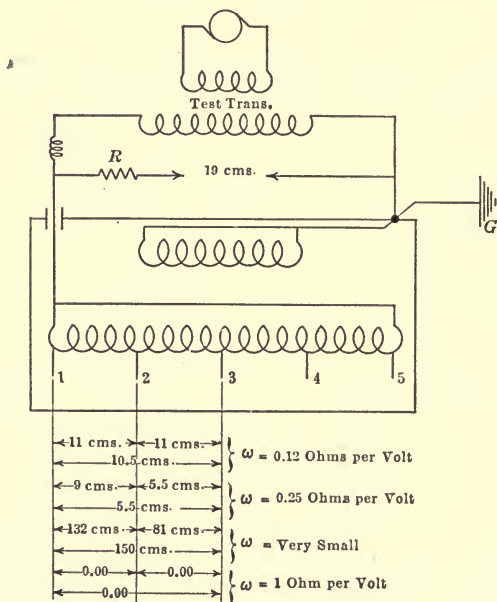 Test Trans.
R
19 cms.
G
1 2 3 4 5
11 cms. 11 cms.
10.5 cms.
ω = 0.12 Ohms per Volt
9 cms. 5.5 cms.
5.5 cms.
ω = 0.25 Ohms per Volt
132 cms. 81 cms.
150 cms.
ω = Very Small
0.00 0.00
0.00
ω = 1 Ohm per Volt